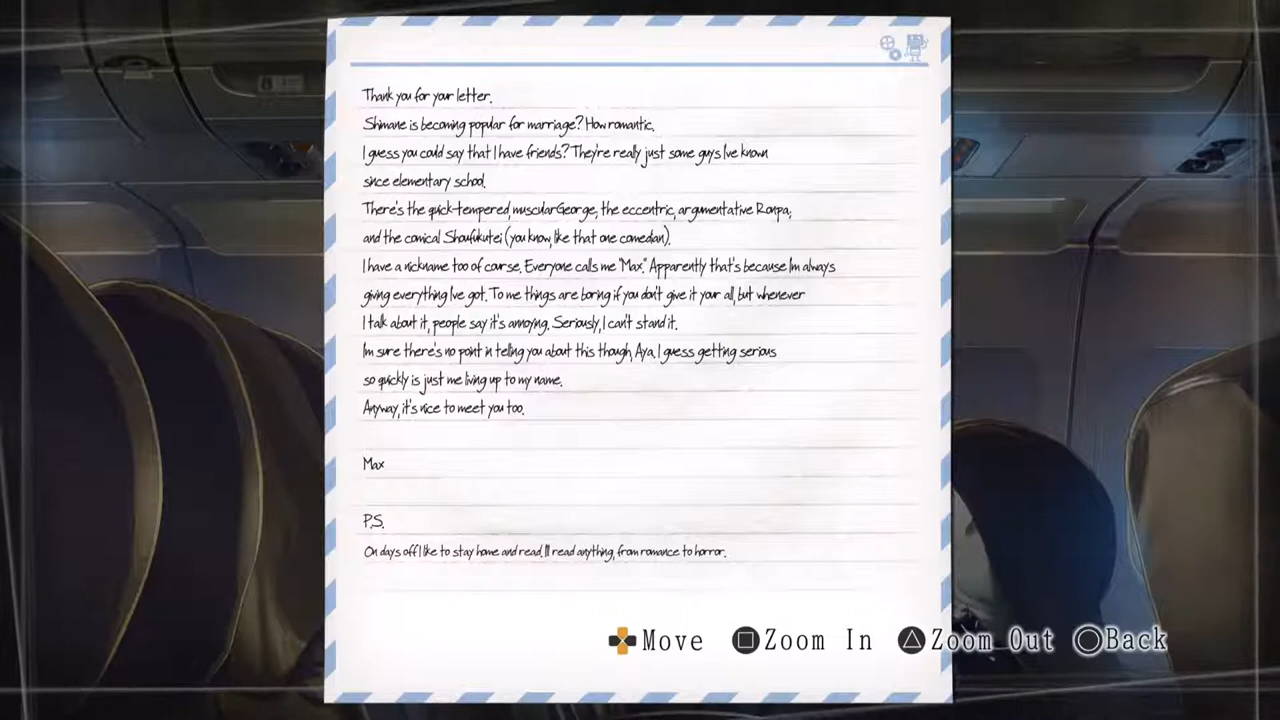 Thank you for your letter.
Shimane is becoming popular for marriage? How romantic.
I guess you could say that I have friends? They're really just some guys I've known
since elementary school.
There's the quick-tempered, muscular George, the eccentric, argumentative Ronpa,
and the comical Shoufukutei (you know, like that one comedian).
I have a nickname too of course. Everyone calls me "Max." Apparently that's because I'm always
giving everything I've got. To me things are boring if you don't give it your all, but whenever
I talk about it, people say it's annoying. Seriously, I can't stand it.
I'm sure there's no point in telling you about this though, Aya. I guess getting serious
so quickly is just me living up to my name.
Anyway, it's nice to meet you too.
Max
P.S.
On days off I like to stay home and read. I'll read anything, from romance to horror.
Move Zoom In Zoom Out Back